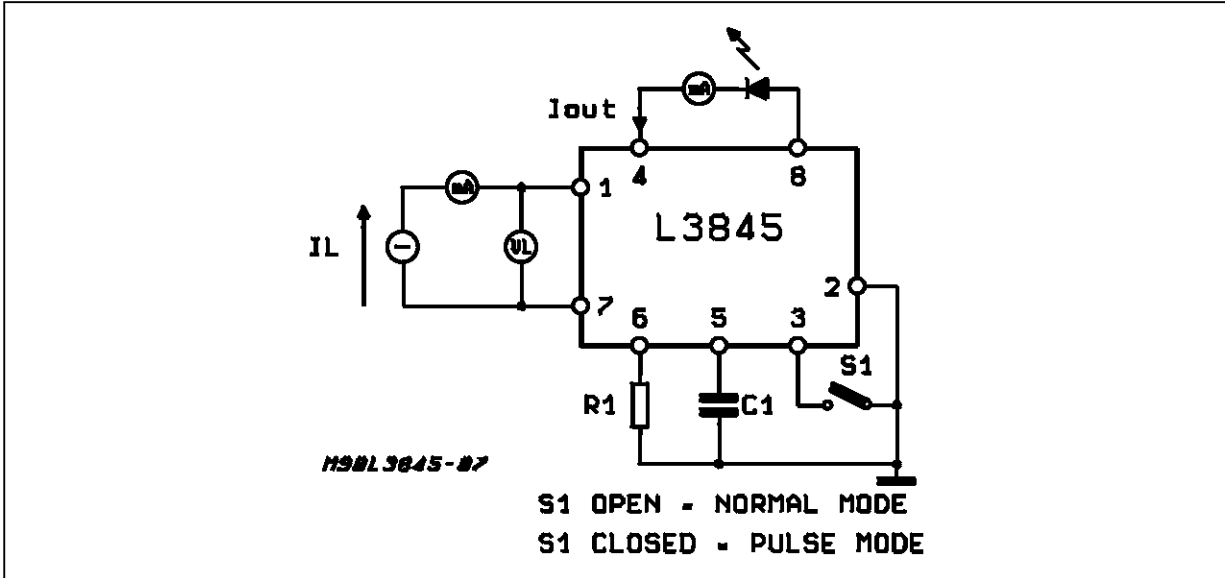 Iout
mA
4
8
mA
1
L3845
IL
VL
2
7
6
5
3
S1
R1
C1
M90L3845-07
S1 OPEN - NORMAL MODE
S1 CLOSED - PULSE MODE